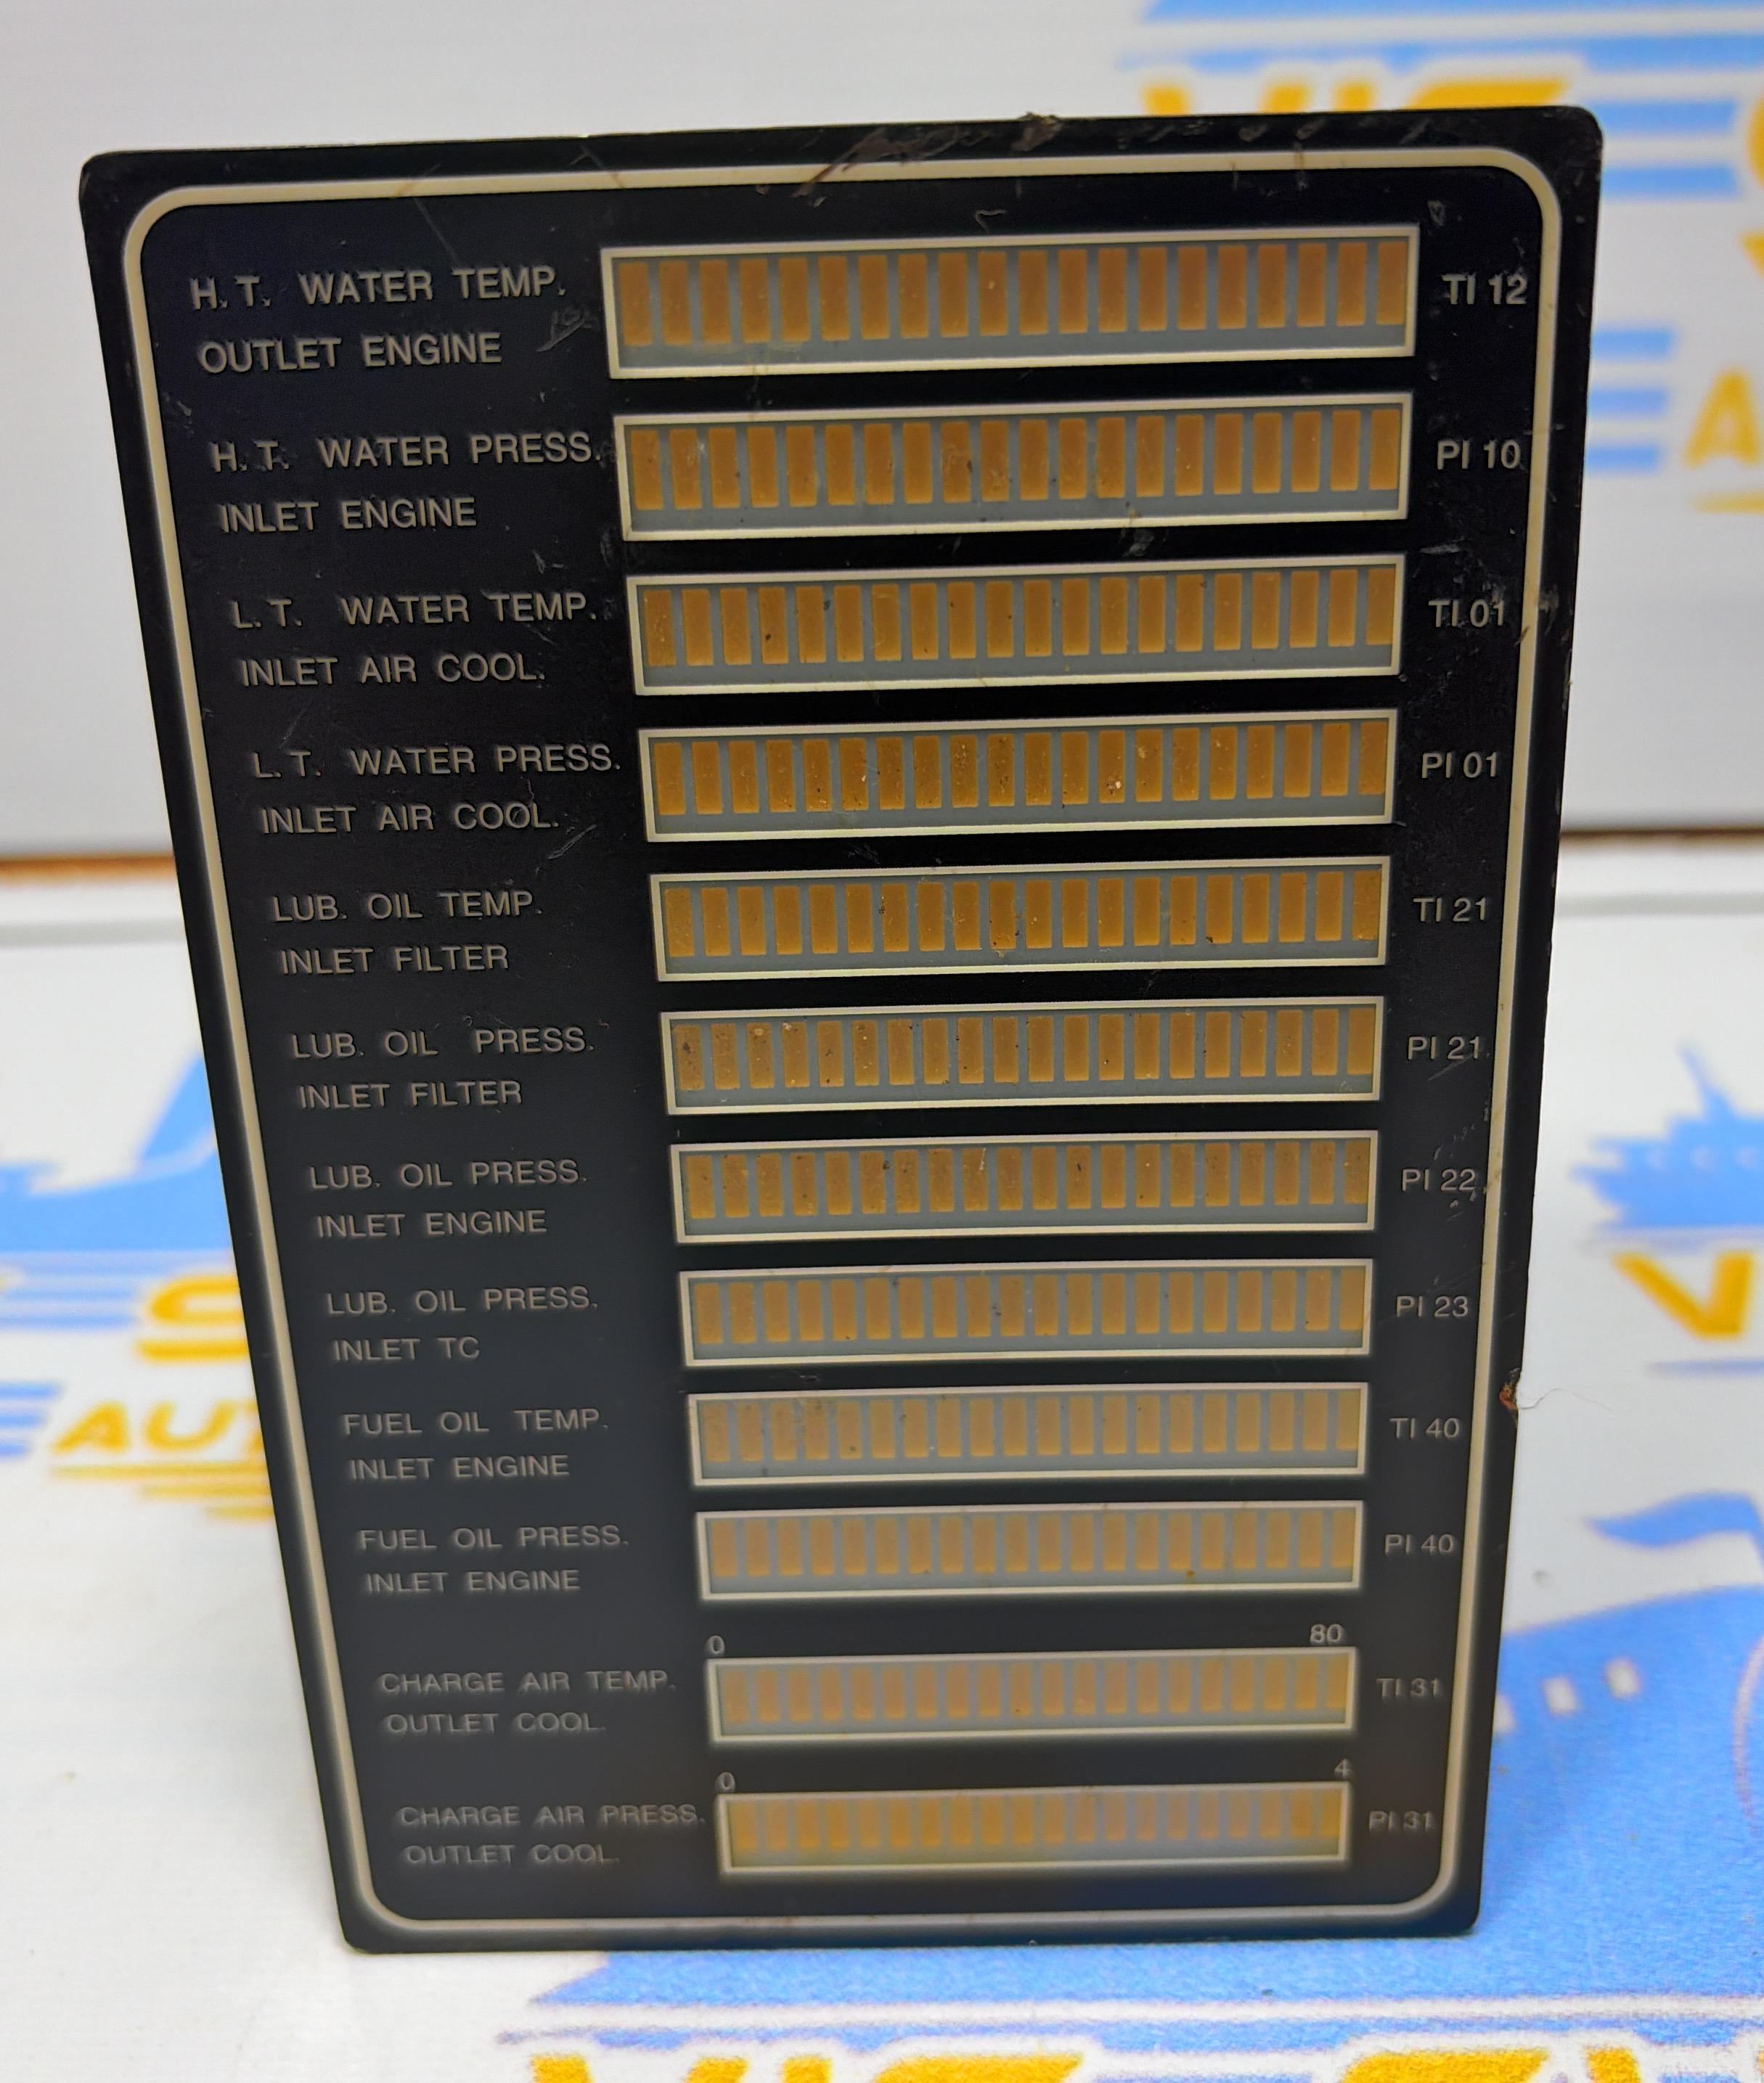 H. T. WATER TEMP.
OUTLET ENGINE
TI 12
H. T. WATER PRESS.
INLET ENGINE
PI 10
L. T. WATER TEMP.
INLET AIR COOL.
TI 01
L. T. WATER PRESS.
INLET AIR COOL.
PI 01
LUB. OIL TEMP.
INLET FILTER
TI 21
LUB. OIL PRESS.
INLET FILTER
PI 21
LUB. OIL PRESS.
INLET ENGINE
PI 22
LUB. OIL PRESS.
INLET TC
PI 23
FUEL OIL TEMP.
INLET ENGINE
TI 40
FUEL OIL PRESS.
INLET ENGINE
PI 40
0 80
CHARGE AIR TEMP.
OUTLET COOL.
TI 31
0 4
CHARGE AIR PRESS.
OUTLET COOL.
PI 31